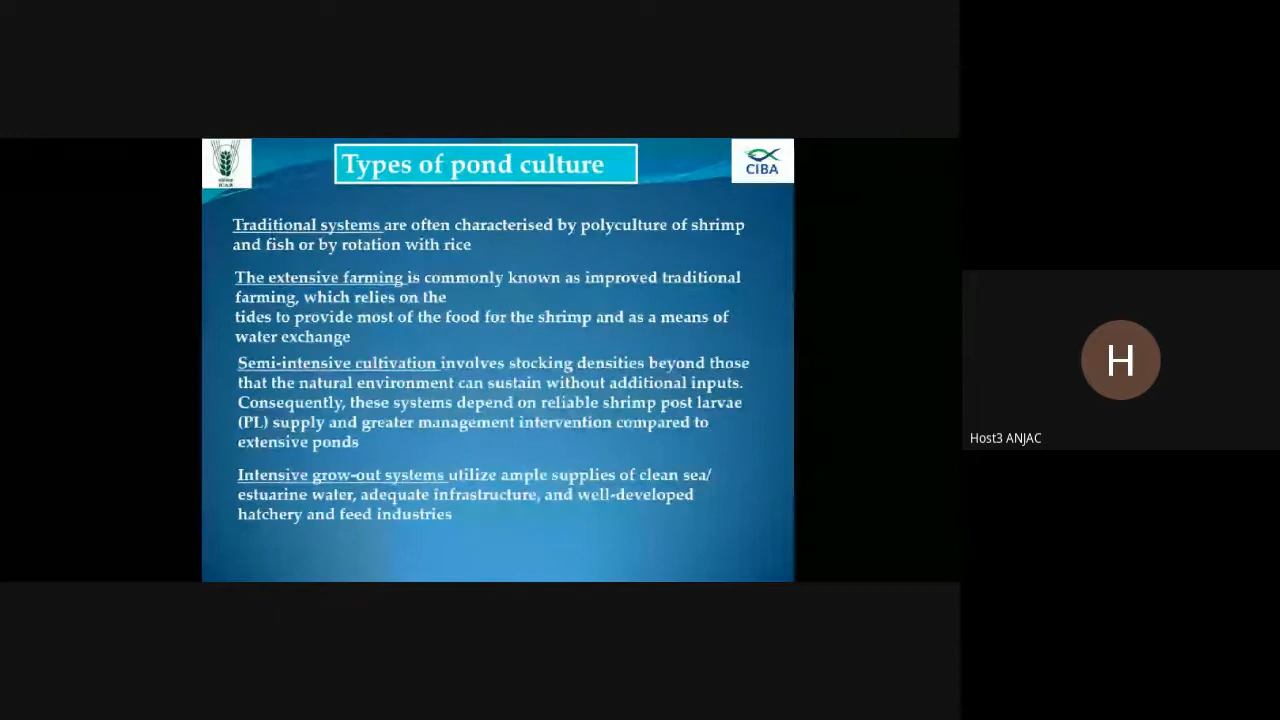 Types of pond culture
CIBA
ICAR
Traditional systems are often characterised by polyculture of shrimp
and fish or by rotation with rice
The extensive farming is commonly known as improved traditional
farming, which relies on the
tides to provide most of the food for the shrimp and as a means of
water exchange
Semi-intensive cultivation involves stocking densities beyond those
that the natural environment can sustain without additional inputs.
Consequently, these systems depend on reliable shrimp post larvae
(PL) supply and greater management intervention compared to
extensive ponds
Intensive grow-out systems utilize ample supplies of clean sea/
estuarine water, adequate infrastructure, and well-developed
hatchery and feed industries
H
Host3 ANJAC